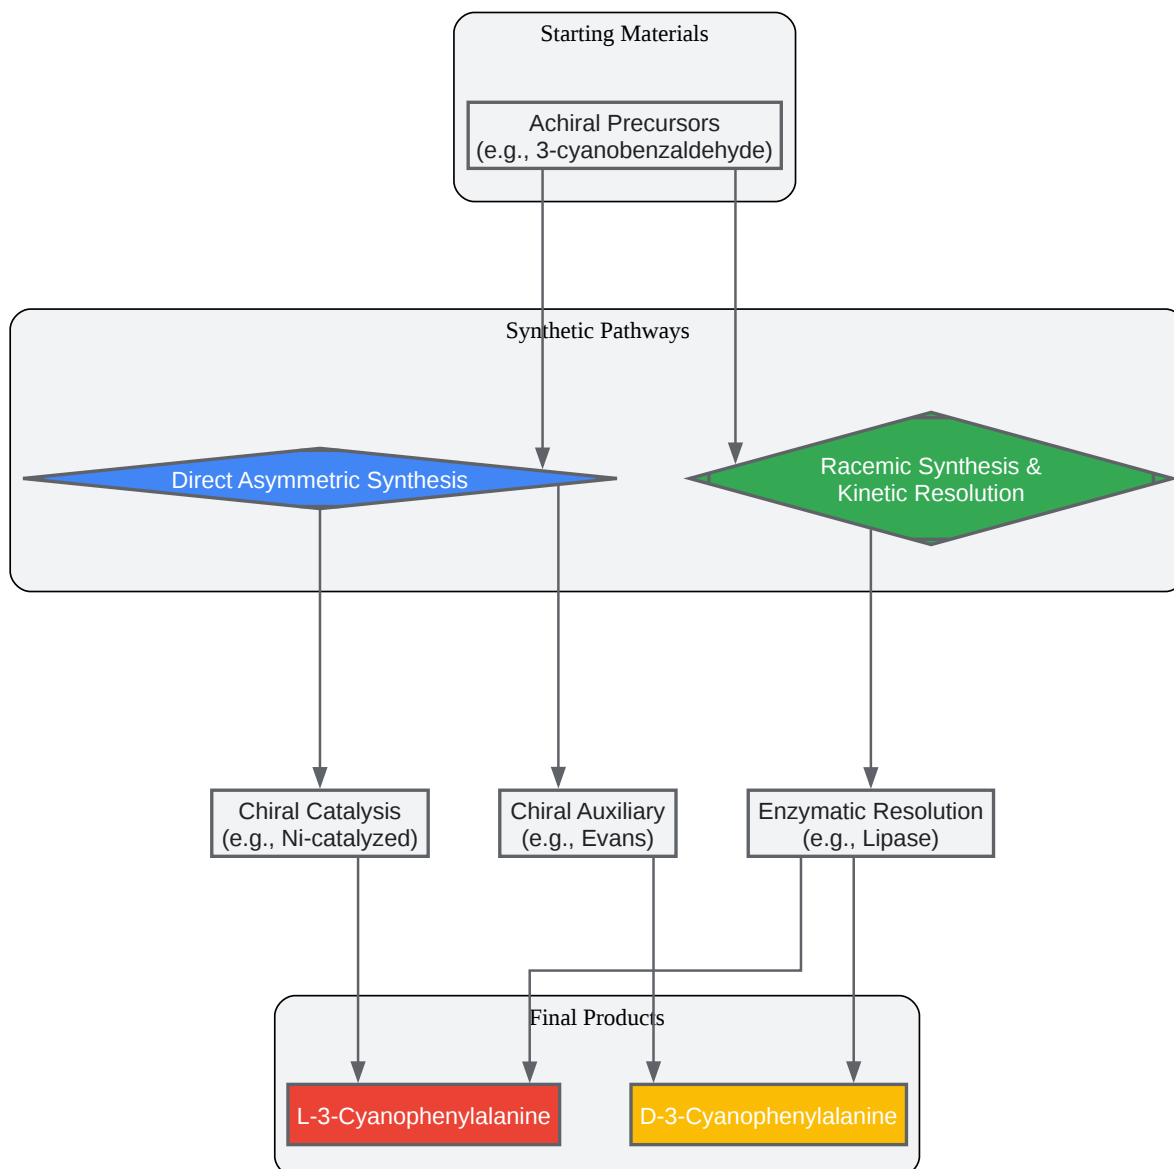 Starting Materials
Achiral Precursors
(e.g., 3-cyanobenzaldehyde)
Synthetic Pathways
Direct Asymmetric Synthesis
Racemic Synthesis &
Kinetic Resolution
Chiral Catalysis
(e.g., Ni-catalyzed)
Chiral Auxiliary
(e.g., Evans)
Enzymatic Resolution
(e.g., Lipase)
Final Products
L-3-Cyanophenylalanine
D-3-Cyanophenylalanine